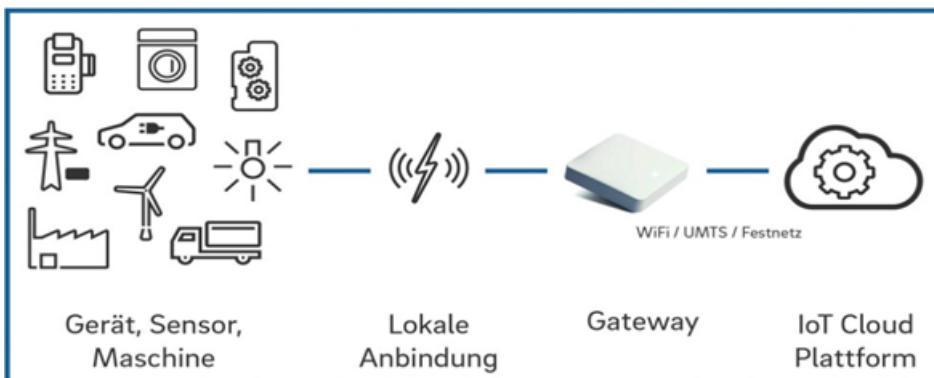 WiFi / UMTS / Festnetz
Gerät, Sensor,
Maschine
Lokale
Anbindung
Gateway
IoT Cloud
Plattform